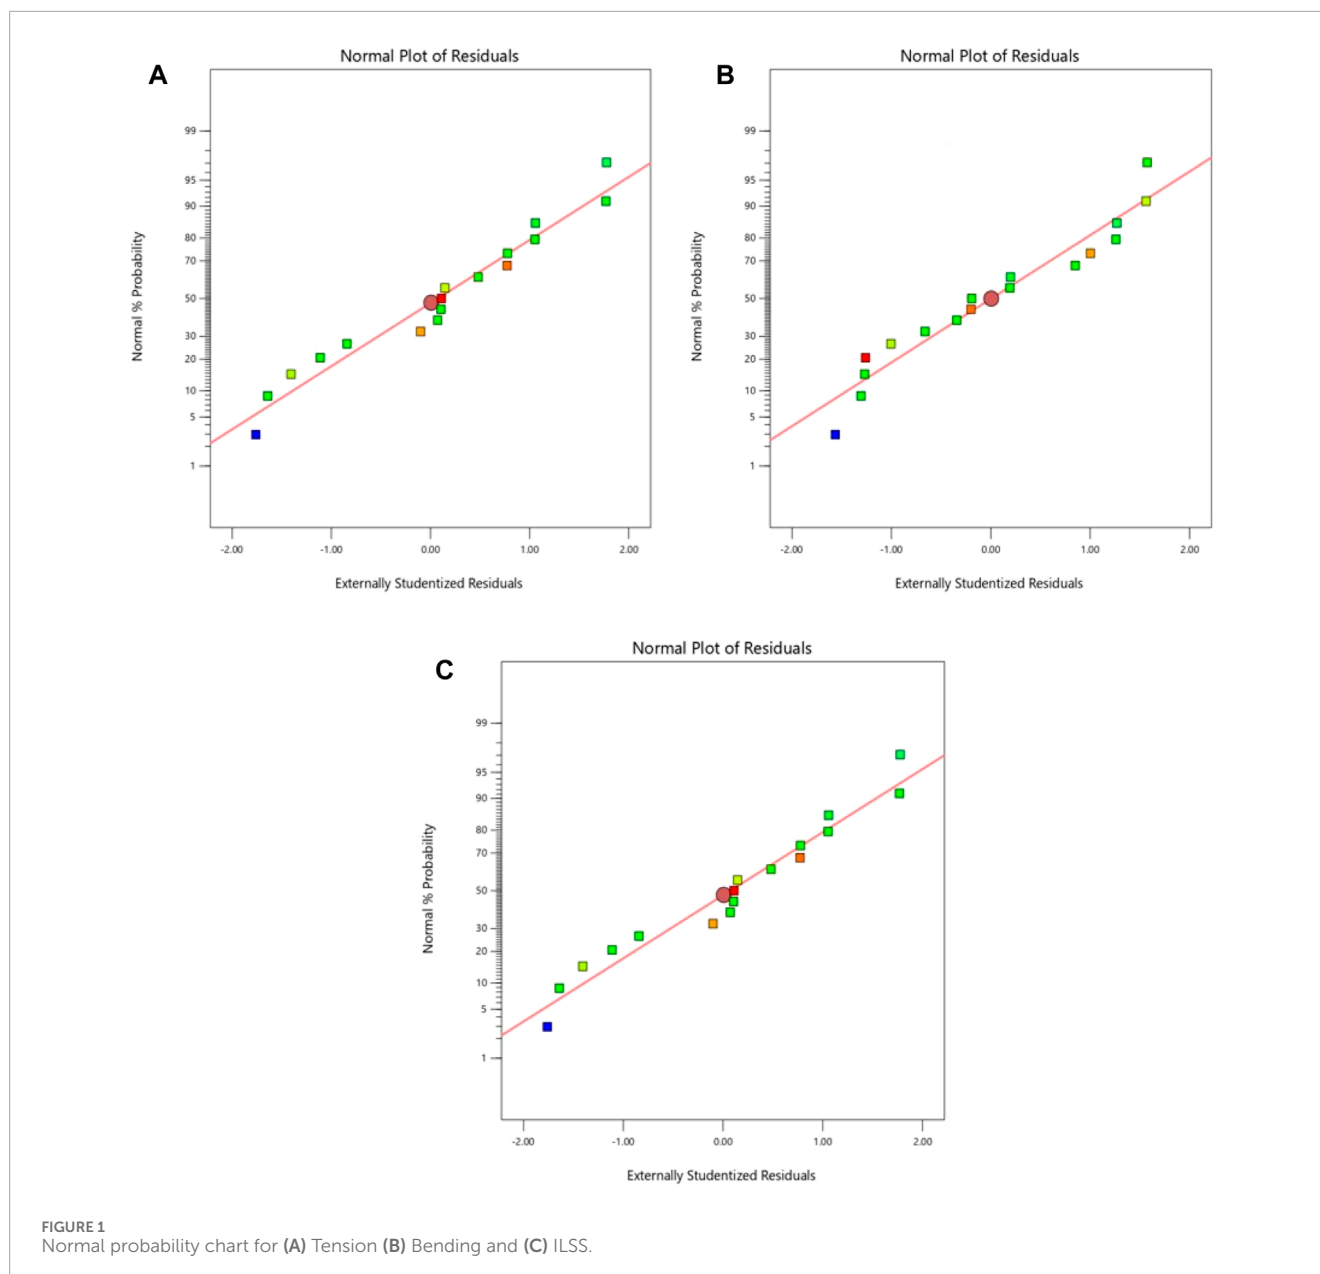 Normal Plot of Residuals
A
99
95
90
80
70
50
30
20
10
5
1
Normal % Probability
-2.00 -1.00 0.00 1.00 2.00
Externally Studentized Residuals
Normal Plot of Residuals
B
99
95
90
80
70
50
30
20
10
5
1
Normal % Probability
-2.00 -1.00 0.00 1.00 2.00
Externally Studentized Residuals
Normal Plot of Residuals
C
99
95
90
80
70
50
30
20
10
5
1
Normal % Probability
-2.00 -1.00 0.00 1.00 2.00
Externally Studentized Residuals
FIGURE 1
Normal probability chart for (A) Tension (B) Bending and (C) ILSS.